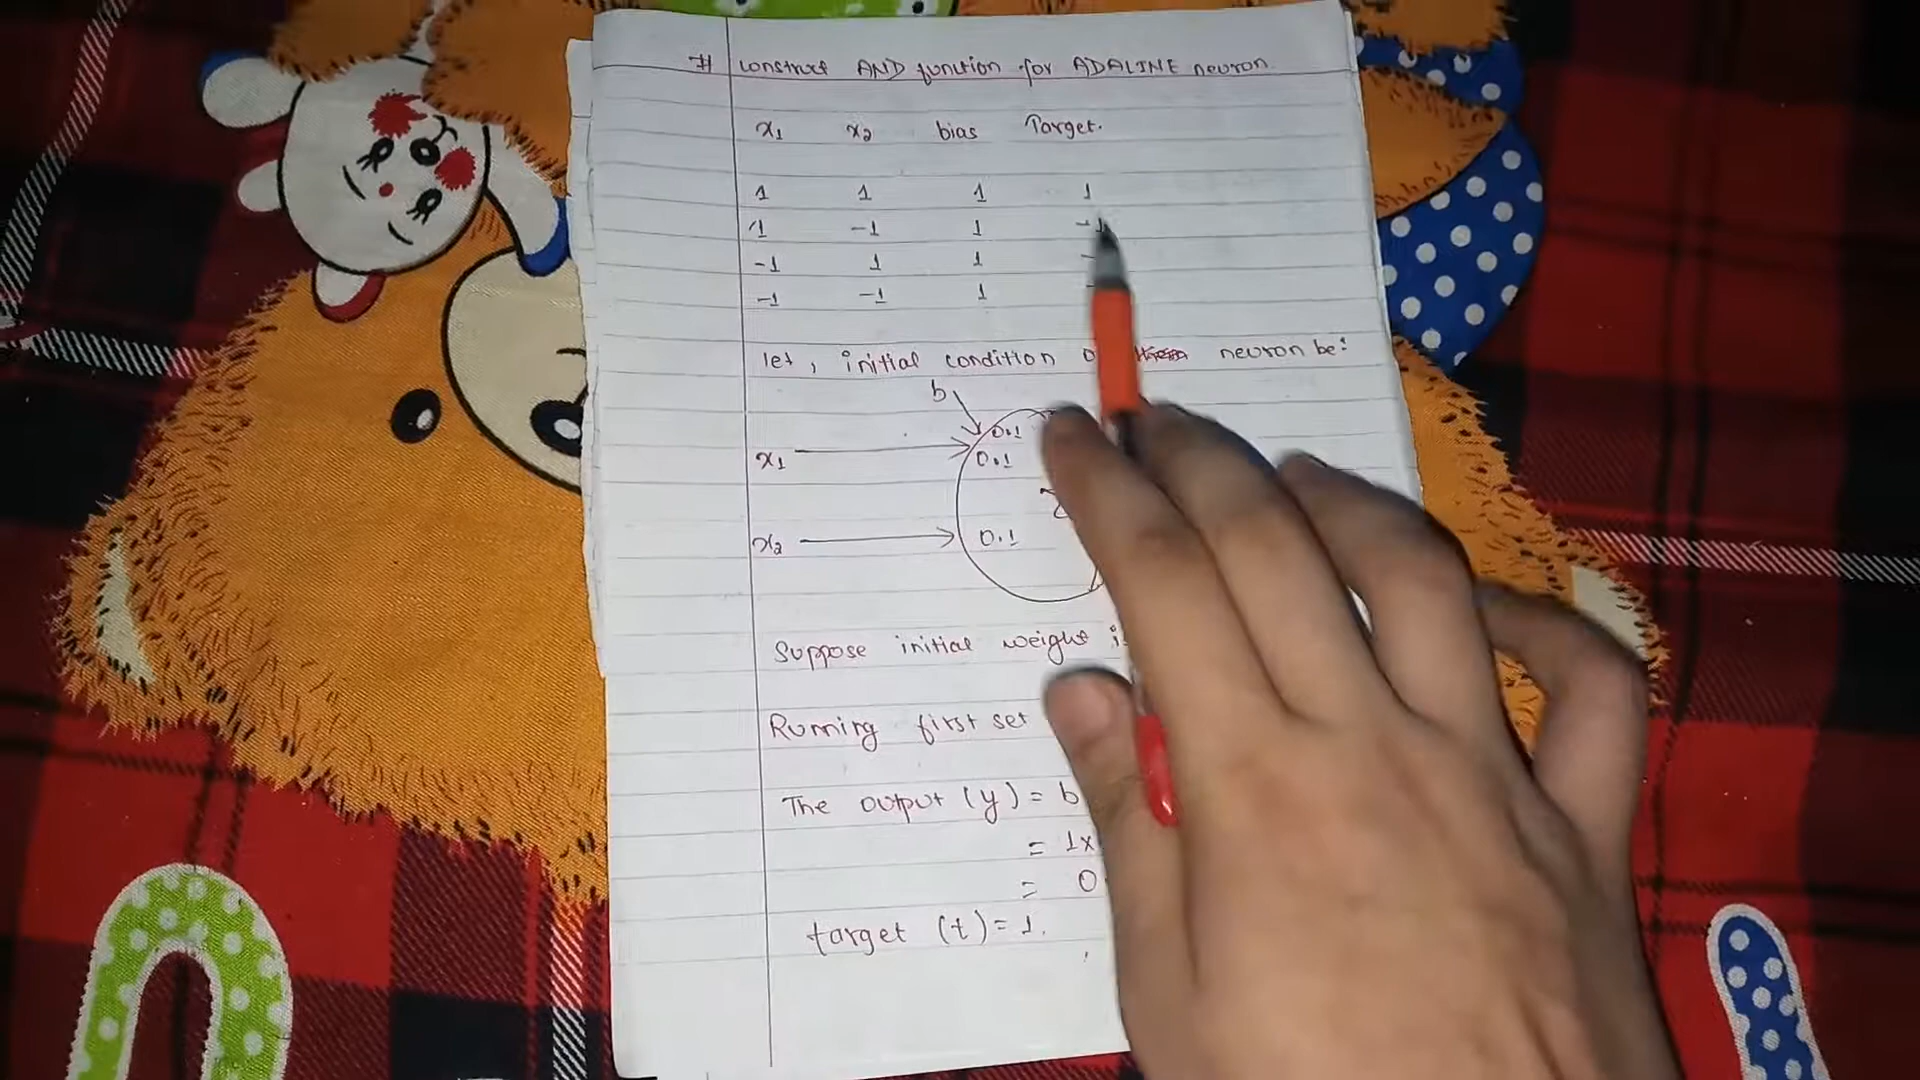 # Construct AND function for ADALINE neuron.
x₁ x₂ bias Target.
1 1 1 1
1 -1 1 -1
-1 1 1 -
-1 -1 1 -
let, initial condition neuron be:
b
0.1
x₁ 0.1
x₂ 0.1
Suppose initial weight
Running first set
The output (y) = b
= 1x
= 0
target (t) = 1.